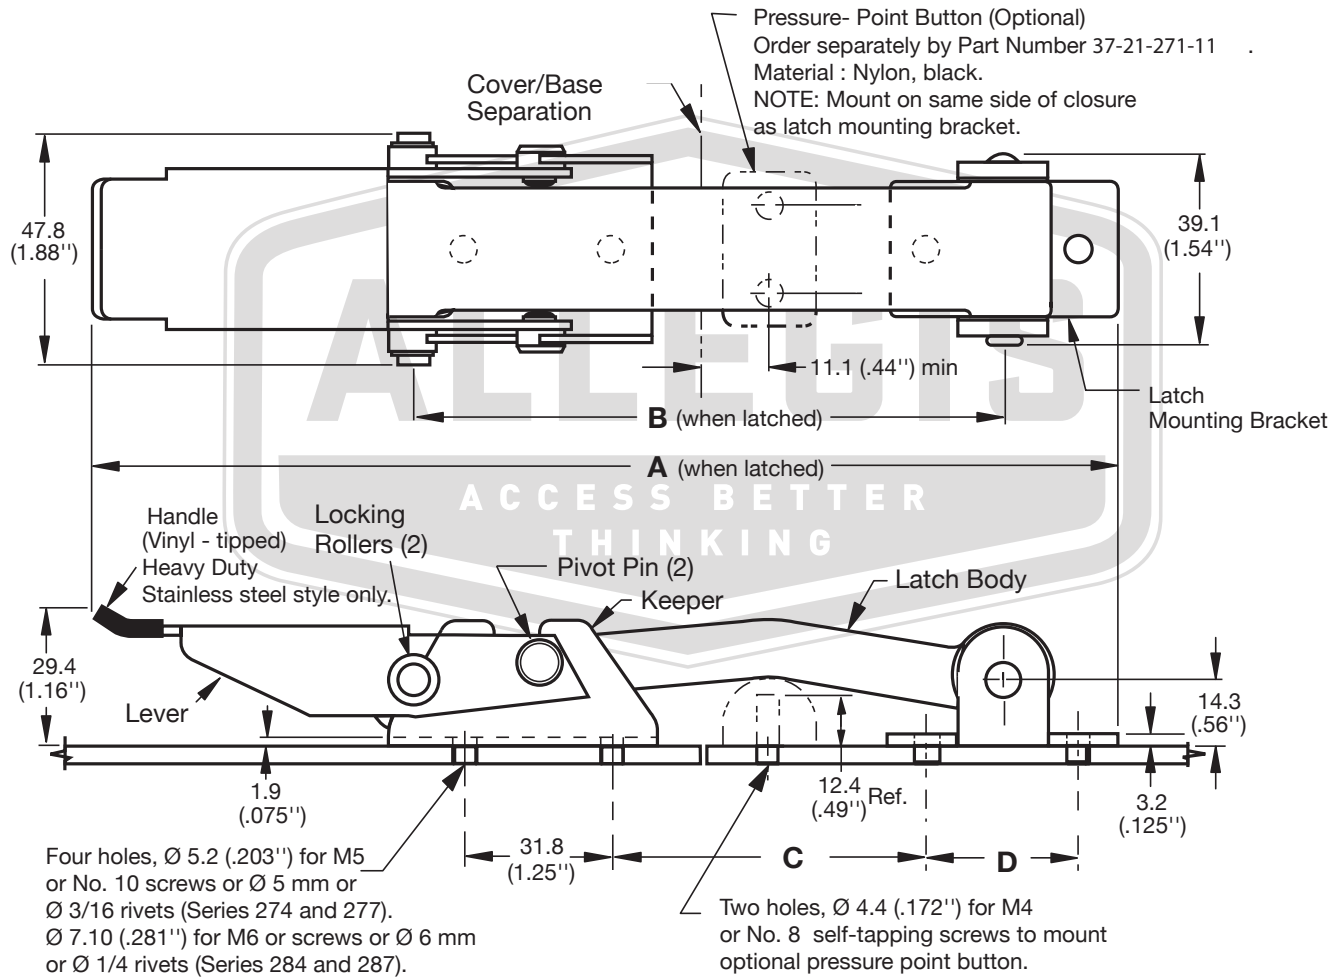 Pressure- Point Button (Optional)
Order separately by Part Number 37-21-271-11 .
Material : Nylon, black.
NOTE: Mount on same side of closure
as latch mounting bracket.
Cover/Base
Separation
47.8
(1.88'')
39.1
(1.54'')
11.1 (.44'') min
B (when latched)
Latch
Mounting Bracket
A (when latched)
ALLEGIS
ACCESS BETTER
THINKING
Handle
(Vinyl - tipped)
Heavy Duty
Stainless steel style only.
Locking
Rollers (2)
Pivot Pin (2)
Keeper
Latch Body
29.4
(1.16'')
Lever
14.3
(.56'')
1.9
(.075'')
12.4
(.49'') Ref.
3.2
(.125'')
31.8
(1.25'')
C
D
Four holes, Ø 5.2 (.203'') for M5
or No. 10 screws or Ø 5 mm or
Ø 3/16 rivets (Series 274 and 277).
Ø 7.10 (.281'') for M6 or screws or Ø 6 mm
or Ø 1/4 rivets (Series 284 and 287).
Two holes, Ø 4.4 (.172'') for M4
or No. 8 self-tapping screws to mount
optional pressure point button.